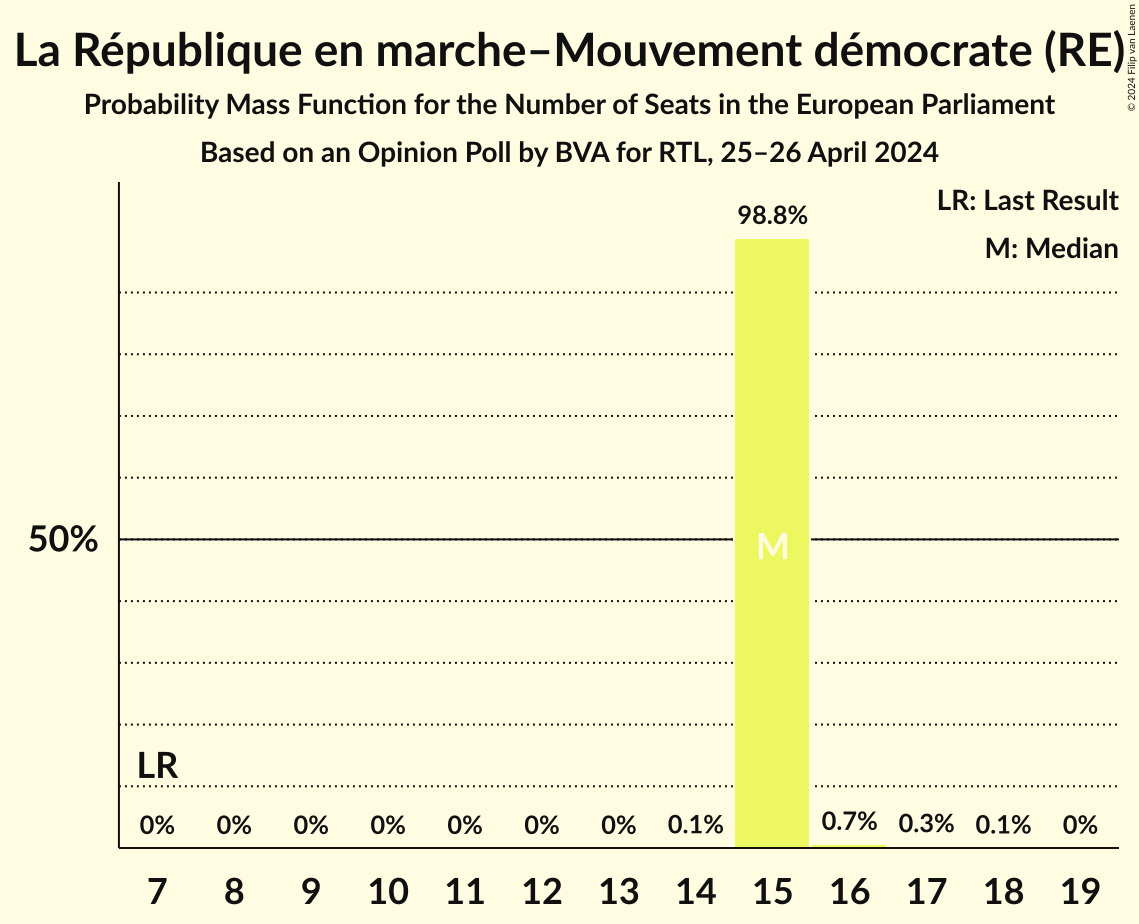 La République en marche–Mouvement démocrate (RE)
© 2024 Filip van Laenen
Probability Mass Function for the Number of Seats in the European Parliament
Based on an Opinion Poll by BVA for RTL, 25–26 April 2024
LR: Last Result
M: Median
98.8%
50%
M
LR
0% 0% 0% 0% 0% 0% 0% 0.1% 0.7% 0.3% 0.1% 0%
7 8 9 10 11 12 13 14 15 16 17 18 19